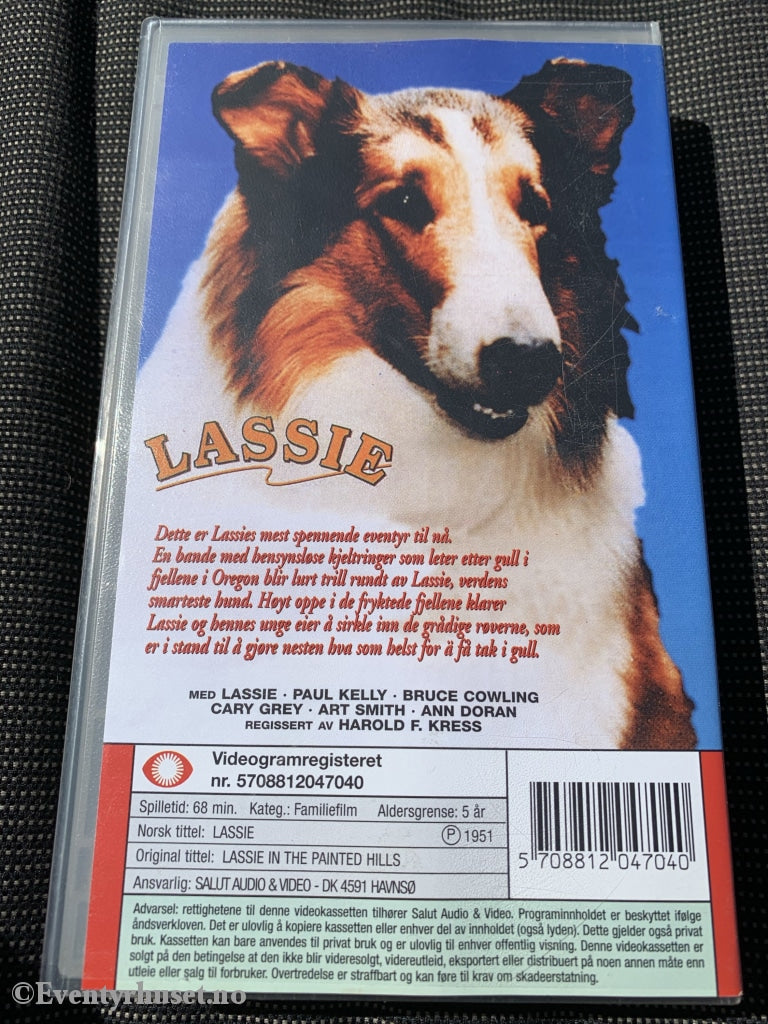 LASSIE
Dette er Lassies mest spennende eventyr til nå.
En bande med hensynsløse kjeltringer som leter etter gull i
fjellene i Oregon blir lurt trill rundt av Lassie, verdens
smarteste hund. Høyt oppe i de fryktede fjellene klarer
Lassie og hennes unge eier å sirkle inn de grådige røverne, som
er i stand til å gjøre nesten hva som helst for ä få tak i gull.
MED LASSIE · PAUL KELLY · BRUCE COWLING
CARY GREY · ART SMITH · ANN DORAN
REGISSERT AV HAROLD F. KRESS
Videogramregisteret
nr. 5708812047040
Spilletid: 68 min. Kateg.: Familiefilm Aldersgrense: 5 år
Norsk tittel: LASSIE Ⓟ 1951
Original tittel: LASSIE IN THE PAINTED HILLS
Ansvarlig: SALUT AUDIO & VIDEO - DK 4591 HAVNSØ
5 708812 047040
Advarsel: rettighetene til denne videokassetten tilhører Salut Audio & Video. Programinnholdet er beskyttet ifølge
åndsverkloven. Det er ulovlig å kopiere kassetten eller enhver del av innholdet (også lyden). Dette gjelder også privat
bruk. Kassetten kan bare anvendes til privat bruk og er ulovlig til enhver offentlig visning. Denne videokassetten er
solgt på den betingelse at den ikke blir videresolgt, videreutleid, eksportert eller distribuert på noen annen måte enn
utleie eller salg til forbruker. Overtredelse er straffbart og kan føre til krav om skadeerstatning.
©Eventyrhuset.no